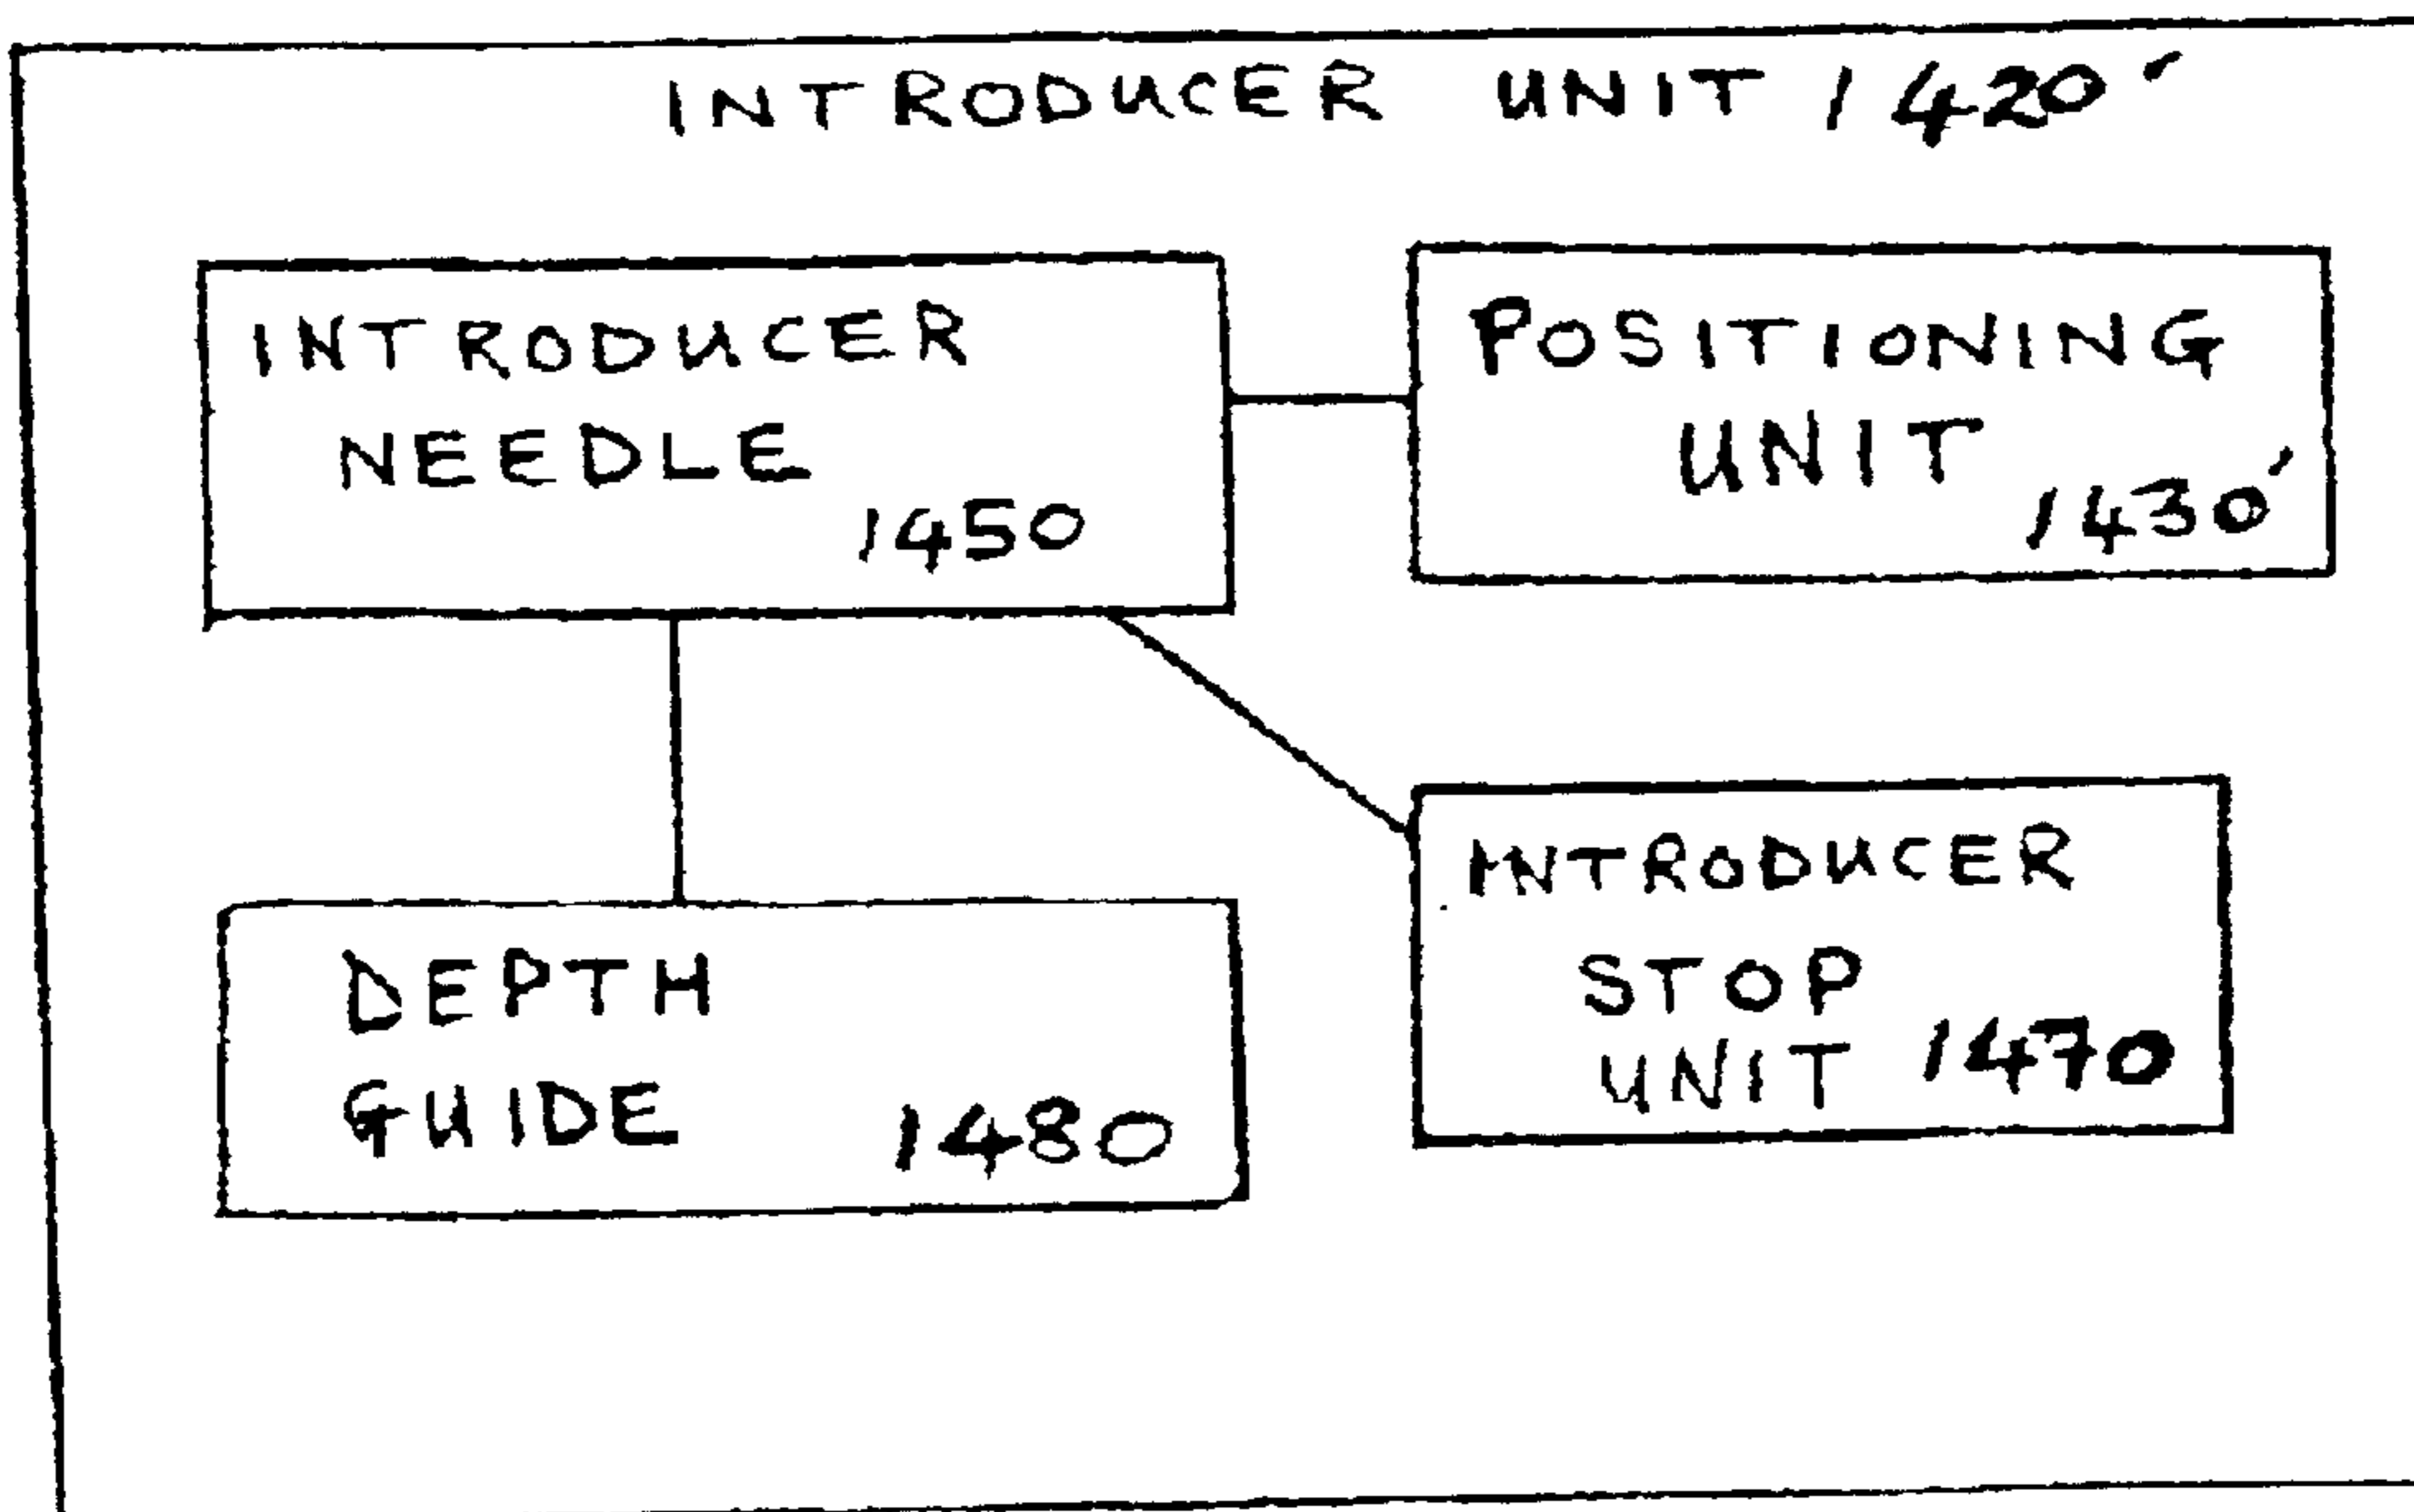 INTRODUCER UNIT 1420'
INTRODUCER
NEEDLE
1450
POSITIONING
UNIT
1430'
DEPTH
GUIDE 1480
INTRODUCER
STOP
UNIT 1470